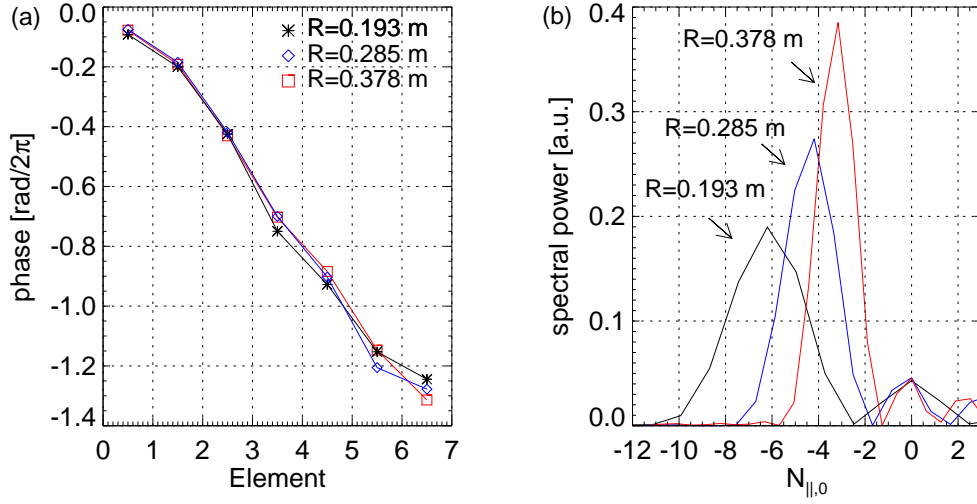 (a)
0.0
-0.2
-0.4
-0.6
-0.8
-1.0
-1.2
-1.4
phase [rad/2π]
R=0.193 m
R=0.285 m
R=0.378 m
0 1 2 3 4 5 6 7
Element
(b)
0.4
0.3
0.2
0.1
0.0
spectral power [a.u.]
R=0.378 m
R=0.285 m
R=0.193 m
-12 -10 -8 -6 -4 -2 0 2
N||,0